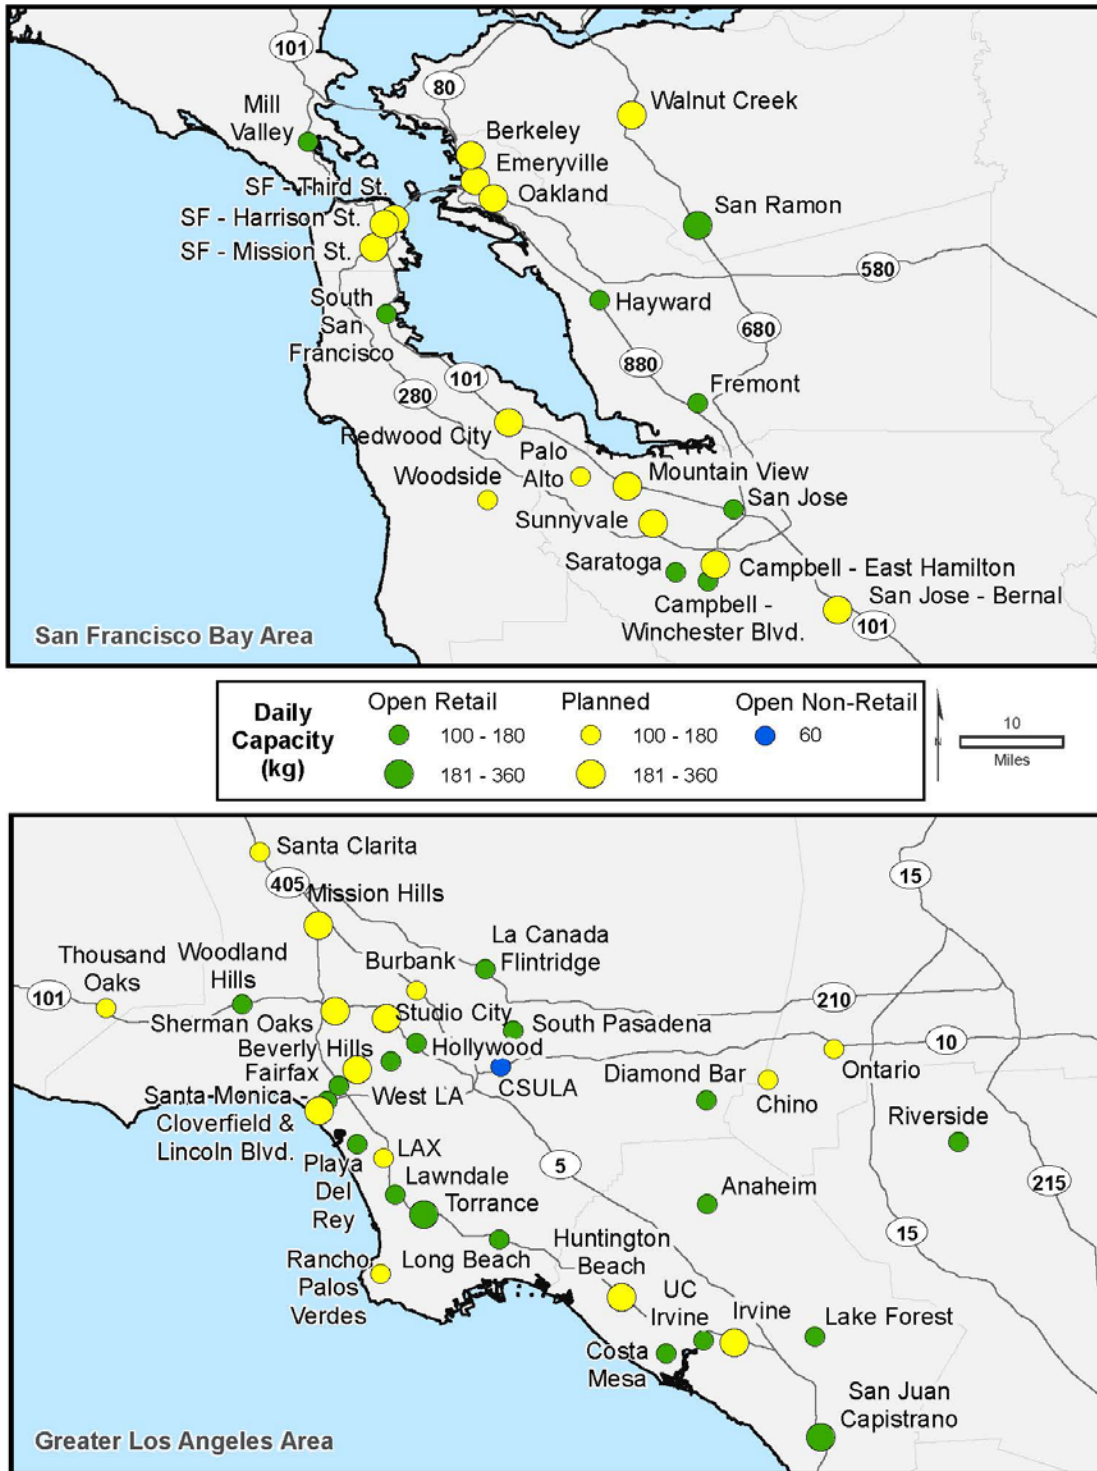 101
80
Mill
Valley
Walnut Creek
Berkeley
Emeryville
Oakland
SF - Third St.
SF - Harrison St.
SF - Mission St.
San Ramon
580
South
San
Francisco
Hayward
680
880
101
280
Fremont
Redwood City
Palo
Alto
Mountain View
Woodside
San Jose
Sunnyvale
Saratoga
Campbell - East Hamilton
Campbell -
Winchester Blvd.
San Jose - Bernal
101
San Francisco Bay Area
Daily
Capacity
(kg)
Open Retail
100 - 180
181 - 360
Planned
100 - 180
181 - 360
Open Non-Retail
60
N
10
Miles
Santa Clarita
405
Mission Hills
15
La Canada
Flintridge
Thousand
Oaks
Woodland
Hills
Burbank
101
210
Sherman Oaks
Studio City
South Pasadena
Beverly Hills
Hollywood
10
Fairfax
West LA
CSULA
Diamond Bar
Chino
Ontario
Santa-Monica -
Cloverfield &
Lincoln Blvd.
Riverside
Playa
Del
Rey
LAX
Lawndale
Torrance
5
Anaheim
215
15
Rancho
Palos
Verdes
Long Beach
Huntington
Beach
UC
Irvine
Irvine
Lake Forest
Costa
Mesa
San Juan
Capistrano
Greater Los Angeles Area